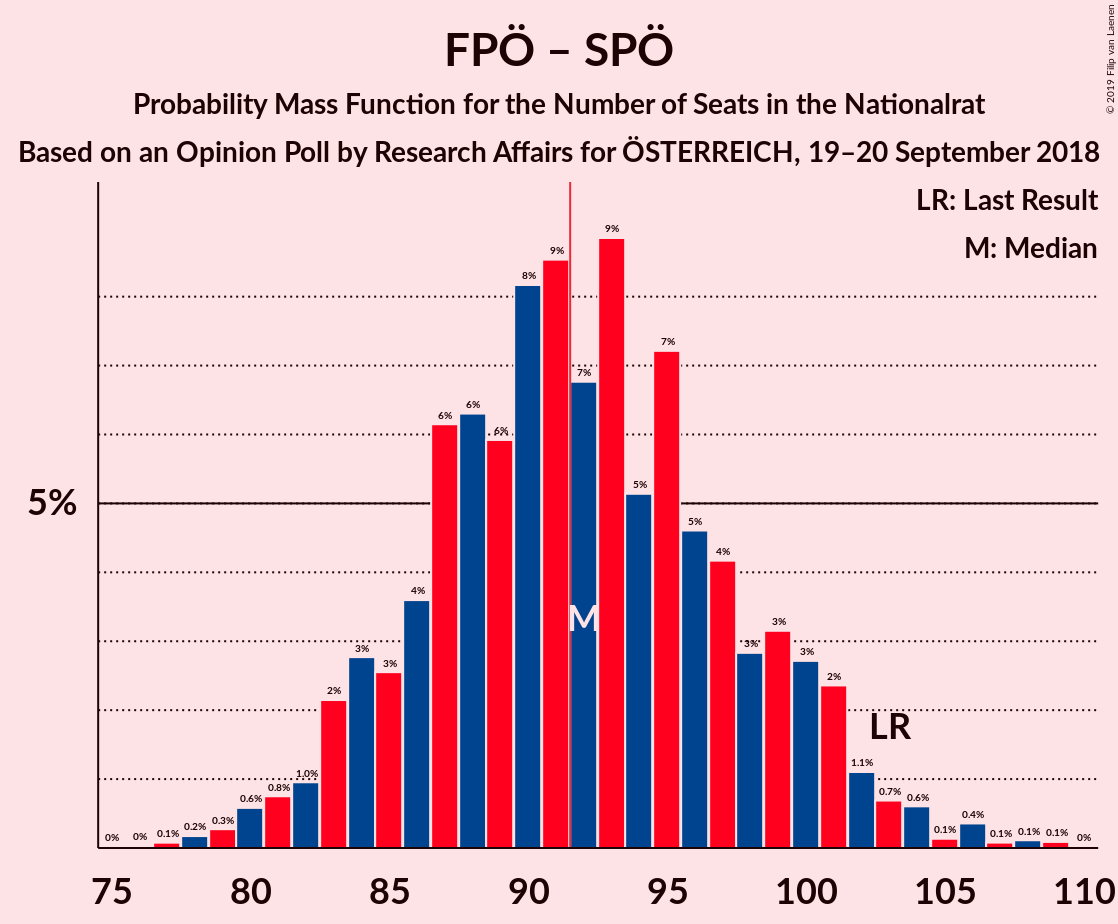 FPÖ – SPÖ
Probability Mass Function for the Number of Seats in the Nationalrat
Based on an Opinion Poll by Research Affairs for ÖSTERREICH, 19–20 September 2018
© 2019 Filip van Laenen
LR: Last Result
M: Median
5%
0% 0% 0.1% 0.2% 0.3% 0.6% 0.8% 1.0% 2% 3% 3% 4% 6% 6% 6% 8% 9% 7% 9% 5% 7% 5% 4% 3% 3% 3% 2% 1.1% 0.7% 0.6% 0.1% 0.4% 0.1% 0.1% 0.1% 0%
M
LR
75 80 85 90 95 100 105 110